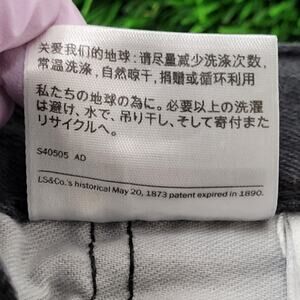 关爱我们的地球：请尽量减少洗涤次数，
常温洗涤，自然晾干，捐赠或循环利用
私たちの地球の為に。必要以上の洗濯
は避け、水で、吊り干し、そして寄付また
リサイクルへ。
S40505 AD
LS&Co.'s historical May 20, 1873 patent expired in 1890.